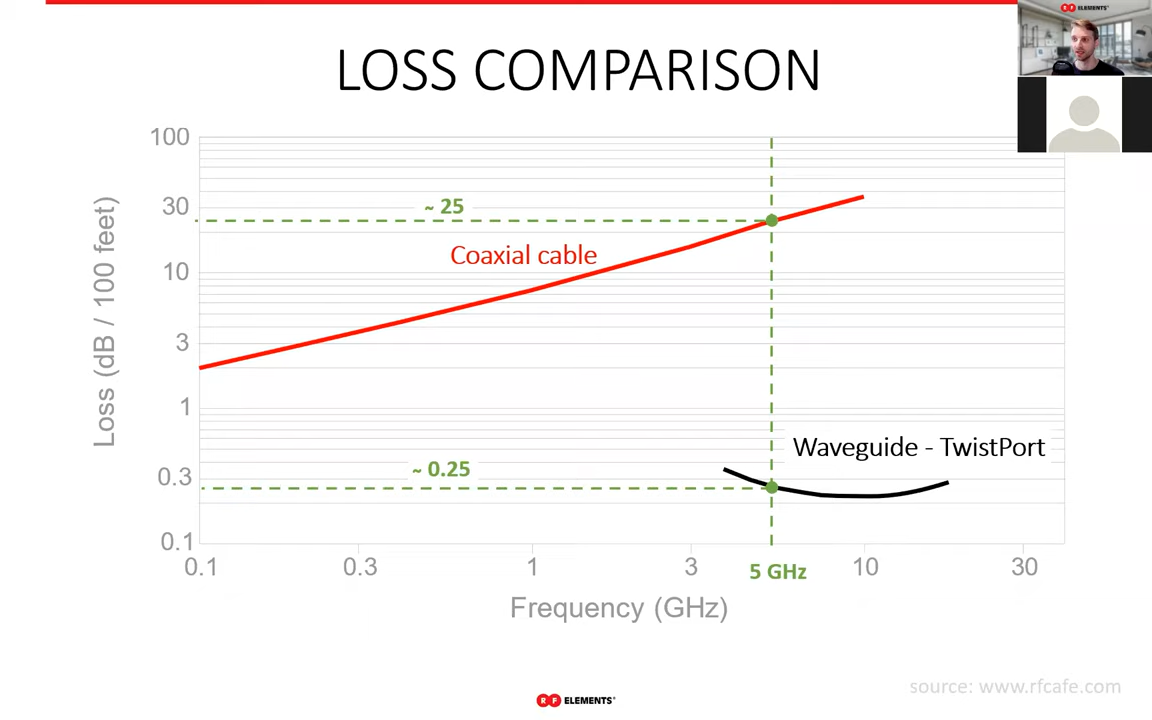 RF ELEMENTS
LOSS COMPARISON
100
30
10
3
1
0.3
0.1
Loss (dB / 100 feet)
~ 25
Coaxial cable
Waveguide - TwistPort
~ 0.25
0.1
0.3
1
3
5 GHz
10
30
Frequency (GHz)
source: www.rfcafe.com
RF ELEMENTS